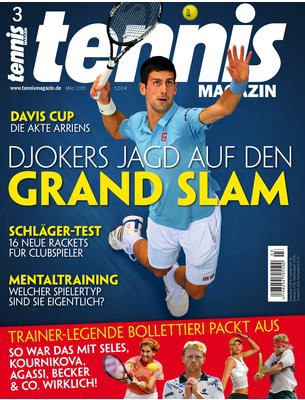 3
tennis
tennis
MAGAZIN
www.tennismagazin.de
März 2015
DAVIS CUP
DIE AKTE ARRIENS
DJOKERS JAGD AUF DEN
GRAND SLAM
SCHLÄGER-TEST
16 NEUE RACKETS
FÜR CLUBSPIELER
MENTALTRAINING
WELCHER SPIELERTYP
SIND SIE EIGENTLICH?
TRAINER-LEGENDE BOLLETTIERI PACKT AUS
SO WAR DAS MIT SELES,
KOURNIKOVA,
AGASSI, BECKER
& CO. WIRKLICH!